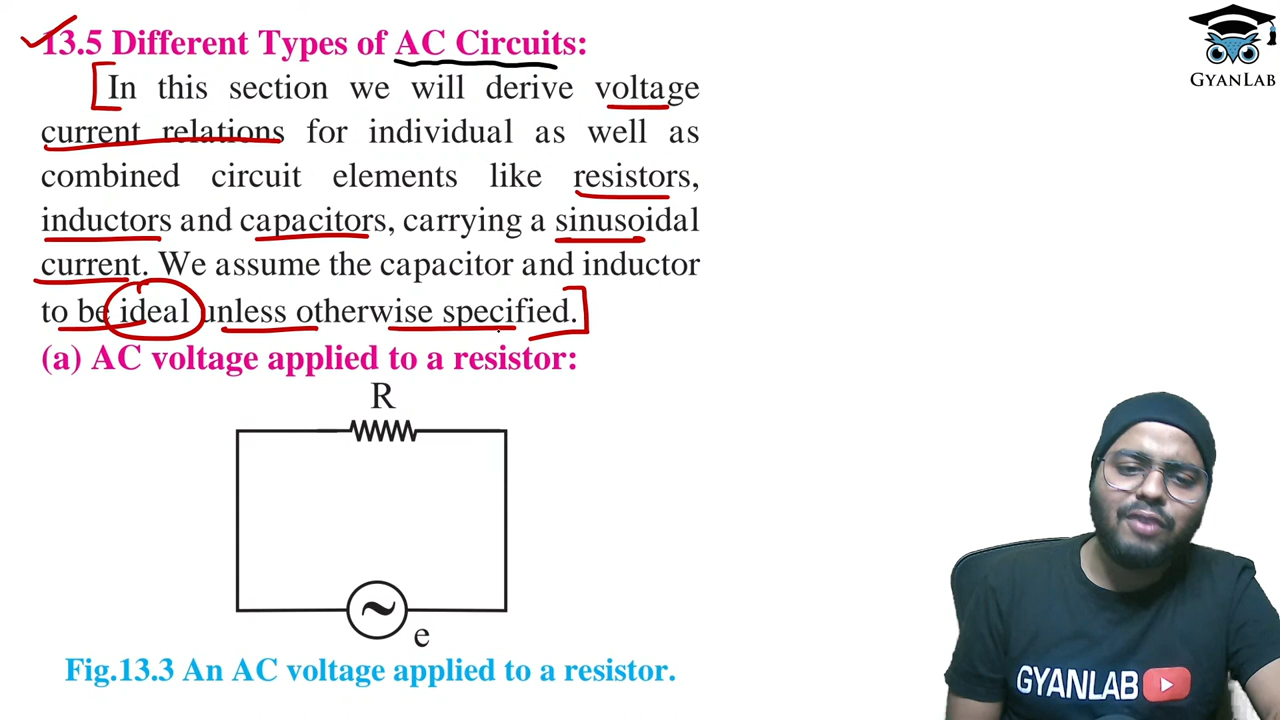 13.5 Different Types of AC Circuits:
In this section we will derive voltage
current relations for individual as well as
combined circuit elements like resistors,
inductors and capacitors, carrying a sinusoidal
current. We assume the capacitor and inductor
to be ideal unless otherwise specified.
(a) AC voltage applied to a resistor:
R
e
Fig.13.3 An AC voltage applied to a resistor.
GYANLAB
GYANLAB